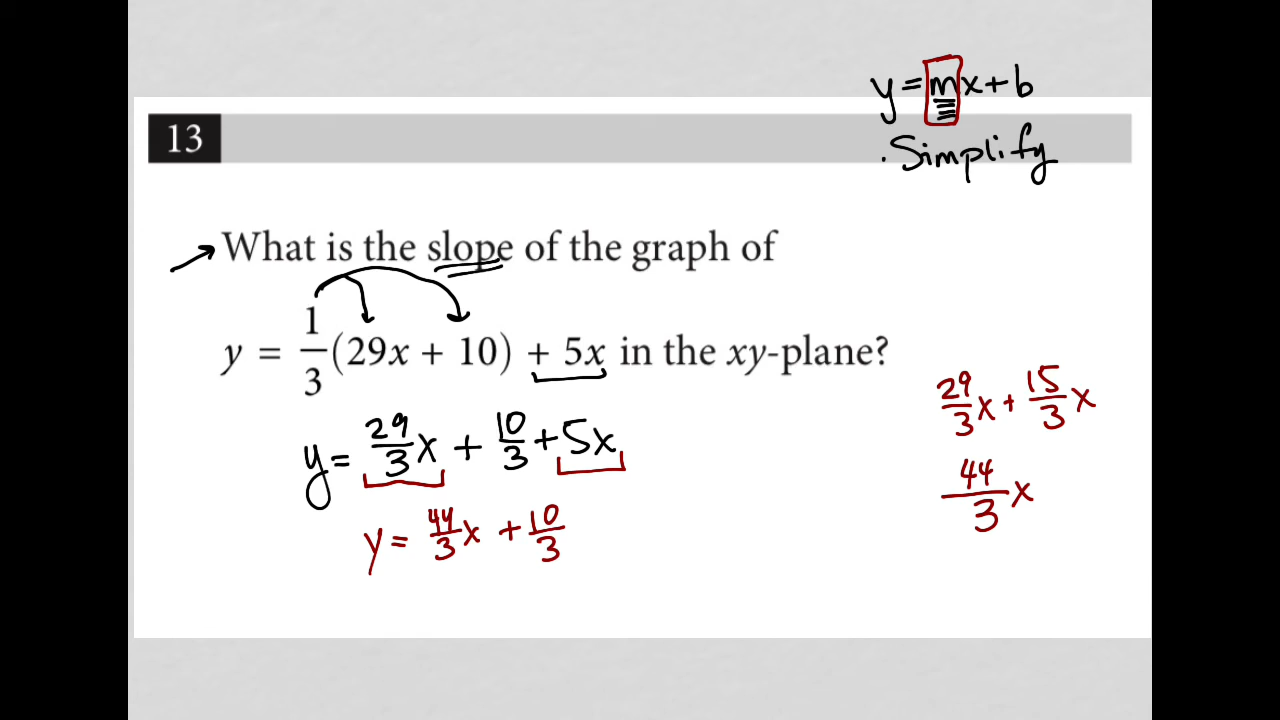 y = mx + b
. Simplify
13
What is the slope of the graph of
y = 1/3(29x + 10) + 5x in the xy-plane?
y = 29/3x + 10/3 + 5x
y = 44/3x + 10/3
29/3x + 15/3x
44/3x